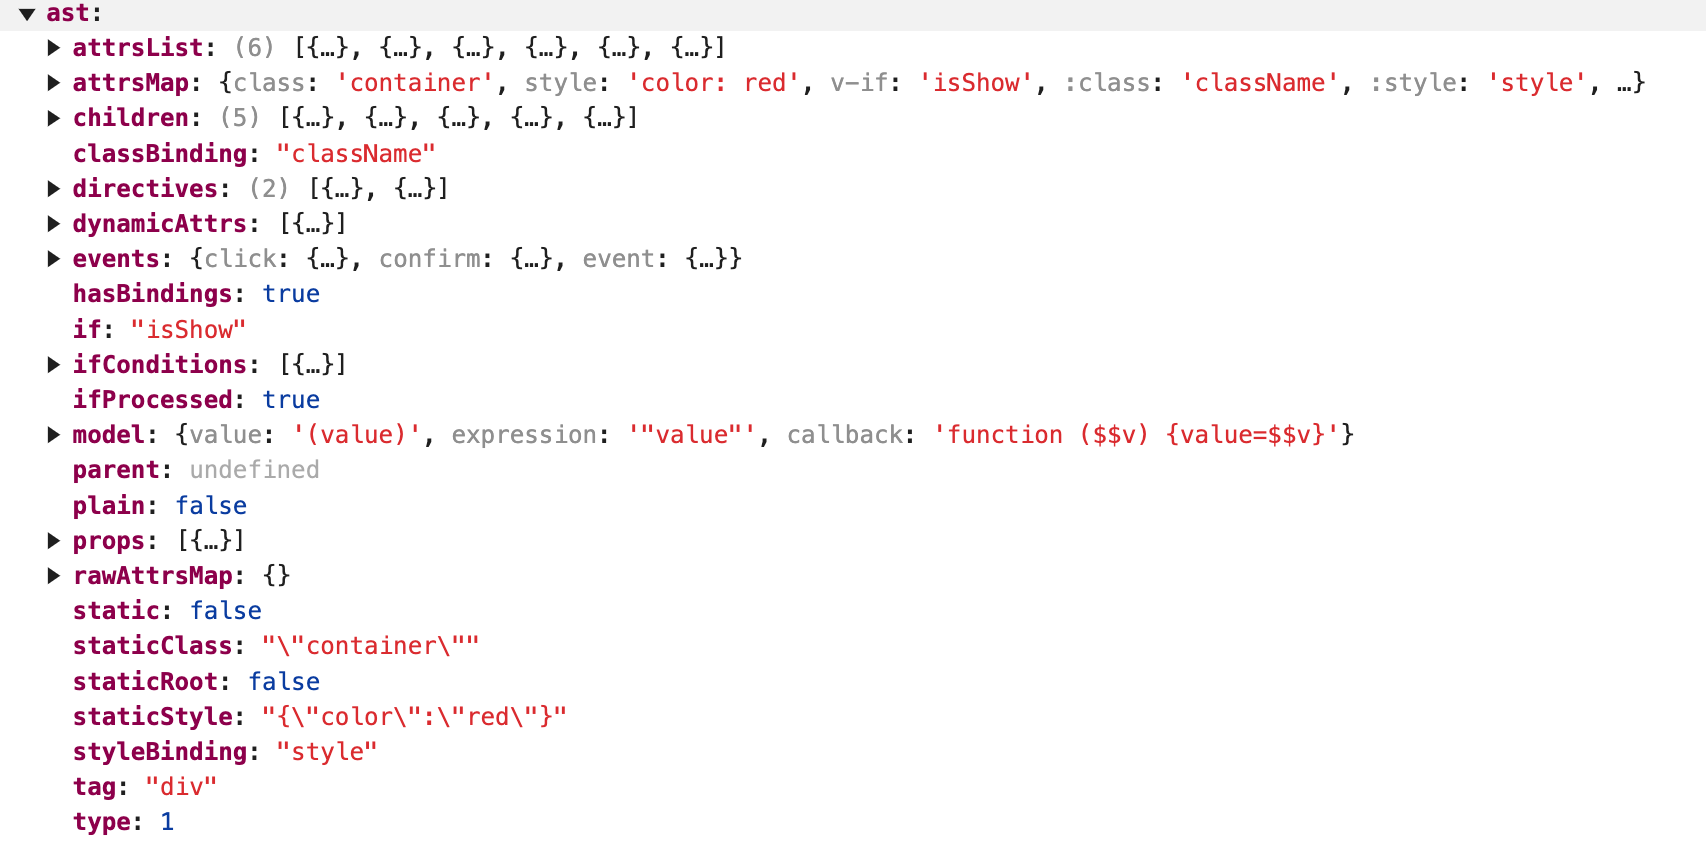 ast:
attrsList: (6) [{…}, {…}, {…}, {…}, {…}, {…}]
attrsMap: {class: 'container', style: 'color: red', v-if: 'isShow', :class: 'className', :style: 'style', …}
children: (5) [{…}, {…}, {…}, {…}, {…}]
classBinding: "className"
directives: (2) [{…}, {…}]
dynamicAttrs: [{…}]
events: {click: {…}, confirm: {…}, event: {…}}
hasBindings: true
if: "isShow"
ifConditions: [{…}]
ifProcessed: true
model: {value: '(value)', expression: '"value"', callback: 'function ($$v) {value=$$v}'}
parent: undefined
plain: false
props: [{…}]
rawAttrsMap: {}
static: false
staticClass: "\"container\""
staticRoot: false
staticStyle: "{\"color\":\"red\"}"
styleBinding: "style"
tag: "div"
type: 1